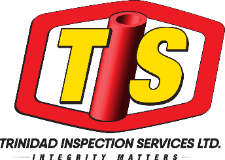 TIS
TRINIDAD INSPECTION SERVICES LTD.
INTEGRITY MATTERS